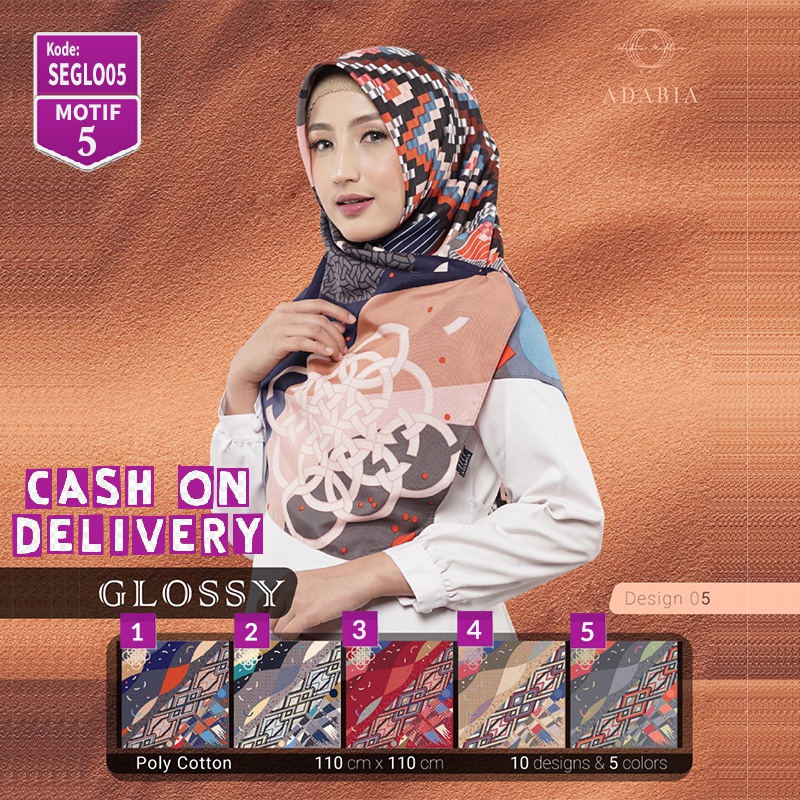 Kode:
SEGLO05
MOTIF
5
ADABIA
CASH ON
DELIVERY
GLOSSY
Design 05
1 2 3 4 5
Poly Cotton 110 cm x 110 cm 10 designs & 5 colors